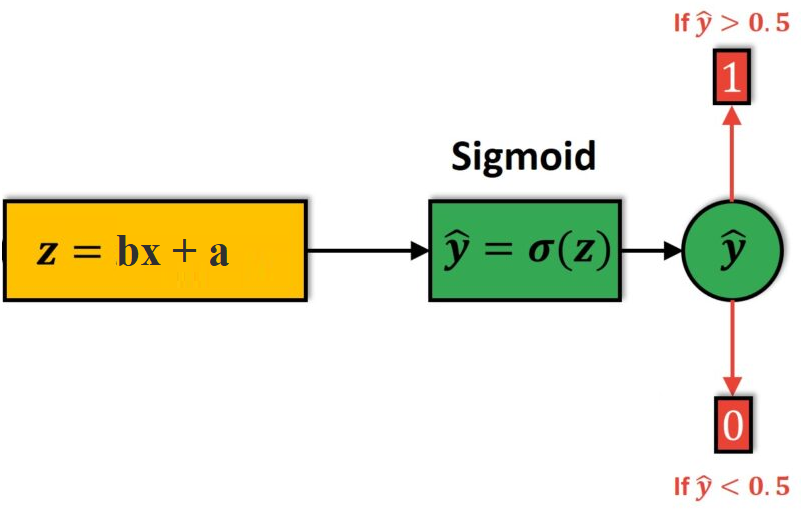 If ŷ > 0.5
1
Sigmoid
z = bx + a
ŷ = σ(z)
ŷ
0
If ŷ < 0.5